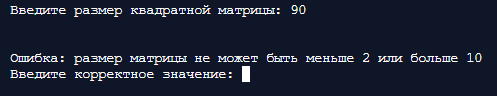 Введите размер квадратной матрицы: 90
Ошибка: размер матрицы не может быть меньше 2 или больше 10
Введите корректное значение: